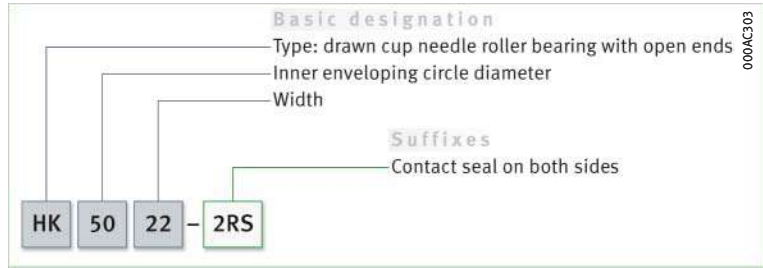 Basic designation
Type: drawn cup needle roller bearing with open ends
Inner enveloping circle diameter
Width
Suffixes
Contact seal on both sides
HK 50 22 – 2RS
000AC303